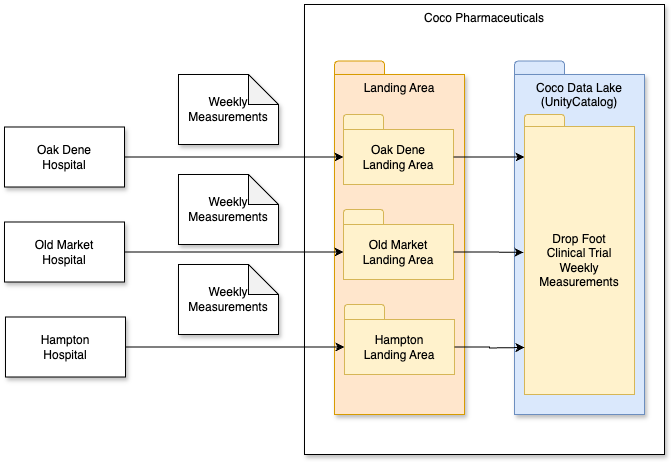 Coco Pharmaceuticals
Landing Area
Coco Data Lake
(UnityCatalog)
Weekly
Measurements
Oak Dene
Hospital
Oak Dene
Landing Area
Weekly
Measurements
Old Market
Hospital
Old Market
Landing Area
Drop Foot
Clinical Trial
Weekly
Measurements
Weekly
Measurements
Hampton
Hospital
Hampton
Landing Area